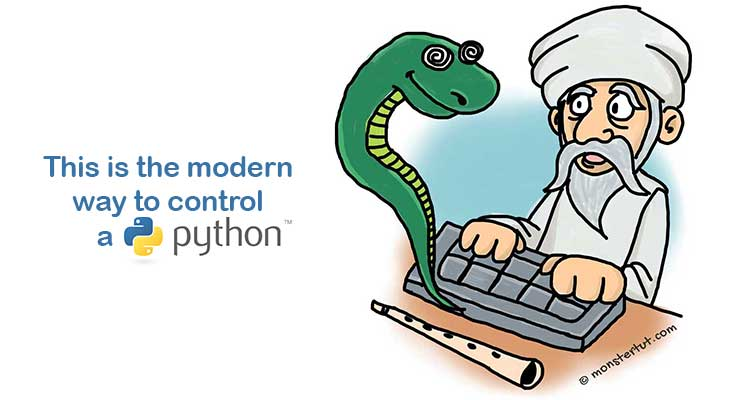 This is the modern
way to control
a python™
© monstertut.com